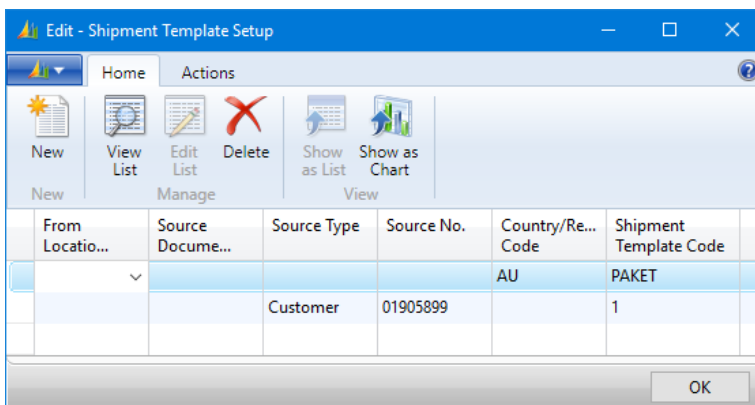 Edit - Shipment Template Setup
Home Actions
New View List Edit List Delete Show as List Show as Chart
New Manage View
From Locatio... Source Docume... Source Type Source No. Country/Re... Code Shipment Template Code
AU PAKET
Customer 01905899 1
OK